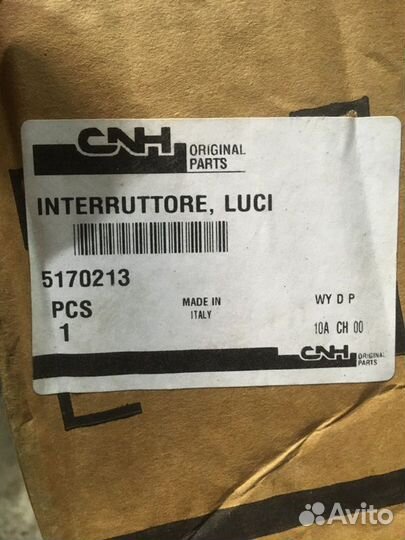 CNH ORIGINAL PARTS
INTERRUTTORE, LUCI
5170213
PCS
1
MADE IN
ITALY
WY D P
10A CH 00
CNH ORIGINAL PARTS
Avito